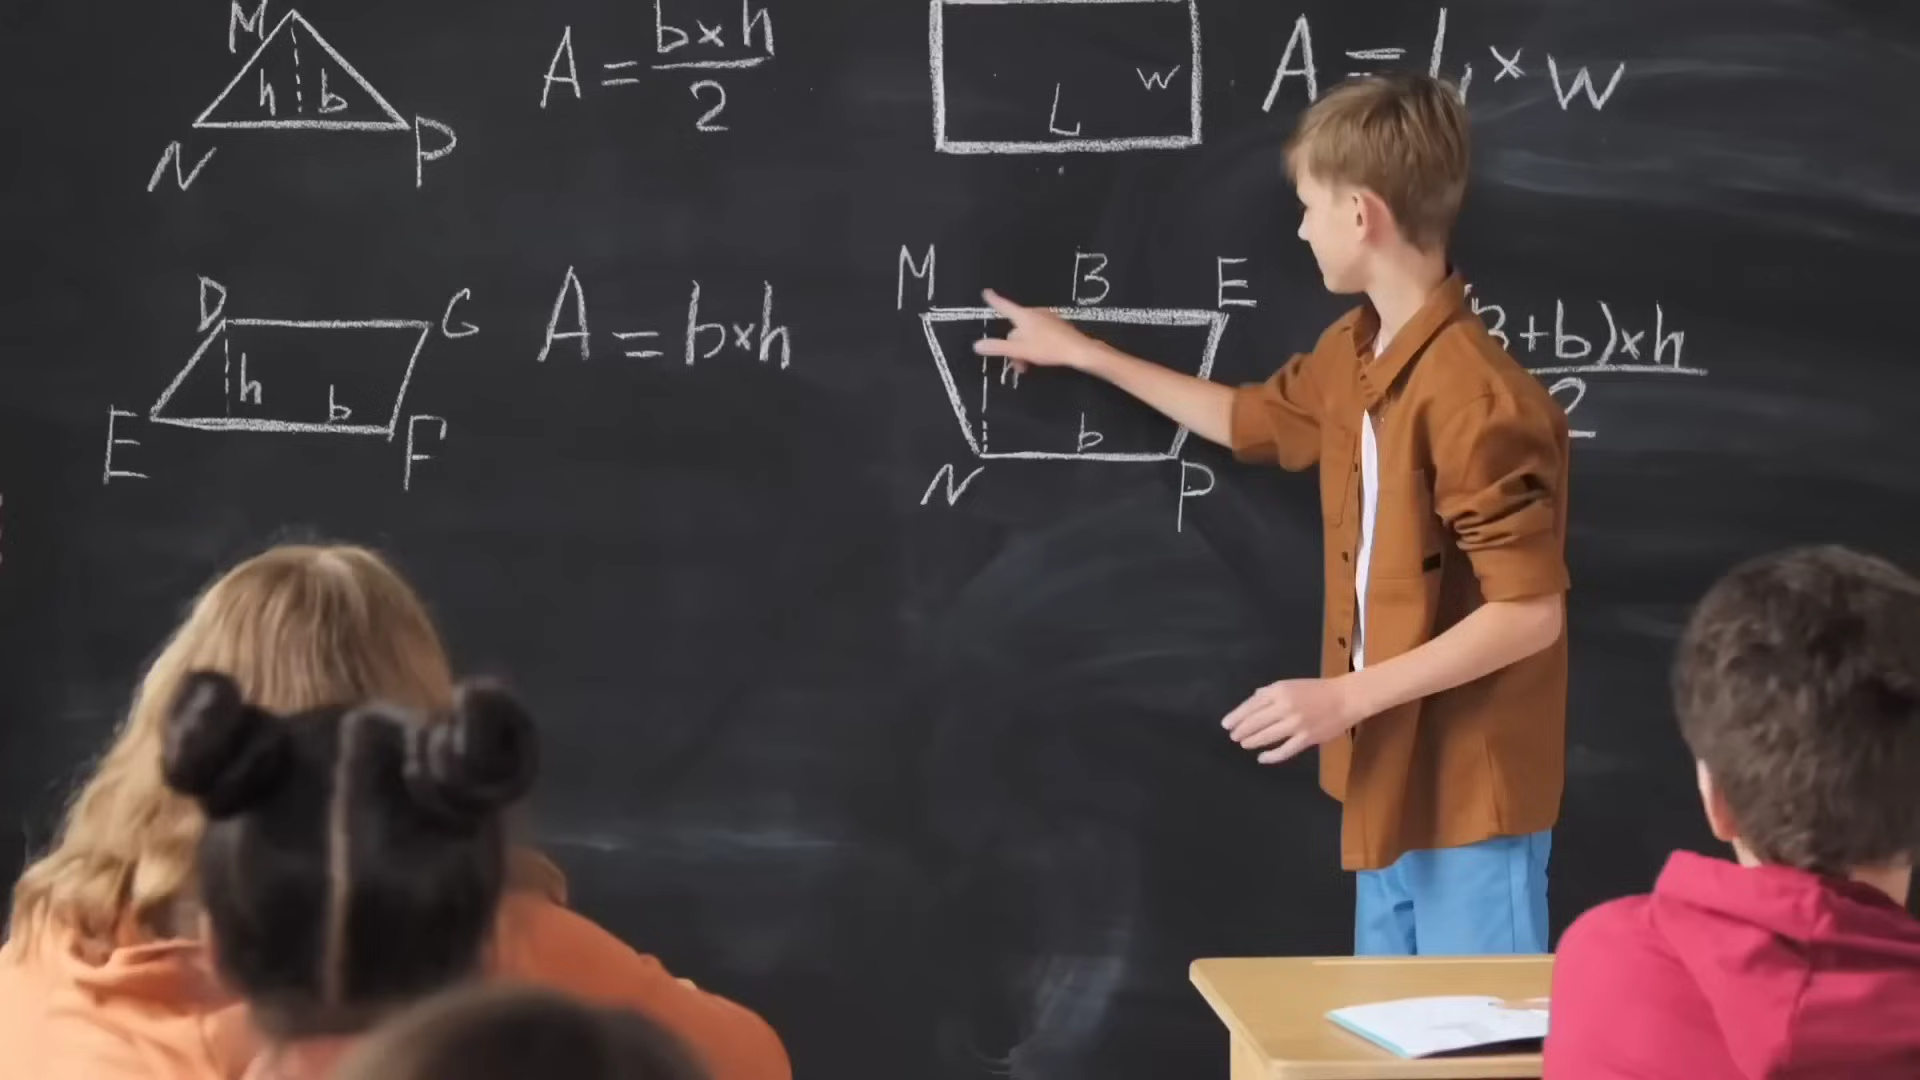 M
h b
N P
A = b×h
2
W
L
A = L × W
D G
h
b
E F
A = b×h
M B E
h
b
N P
B+b)×h
2